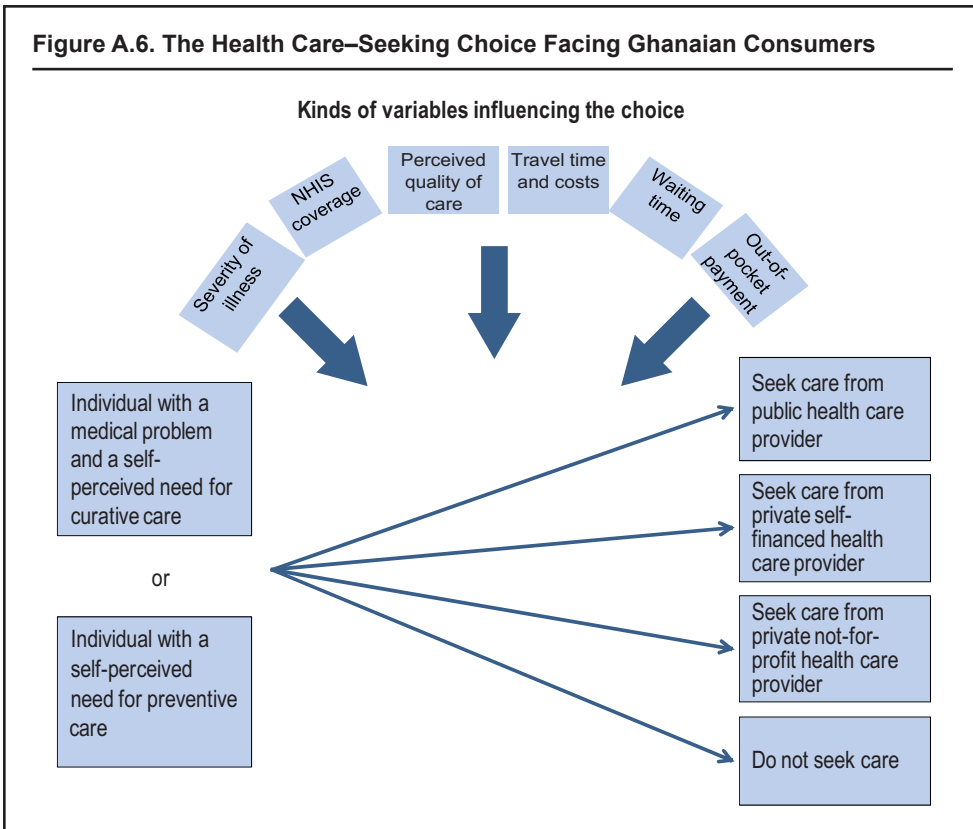 Figure A.6. The Health Care–Seeking Choice Facing Ghanaian Consumers
Kinds of variables influencing the choice
Severity of
illness
NHIS
coverage
Perceived
quality of
care
Travel time
and costs
Waiting
time
Out-of-
pocket
payment
Individual with a
medical problem
and a self-
perceived need for
curative care
or
Individual with a
self-perceived
need for preventive
care
Seek care from
public health care
provider
Seek care from
private self-
financed health
care provider
Seek care from
private not-for-
profit health care
provider
Do not seek care